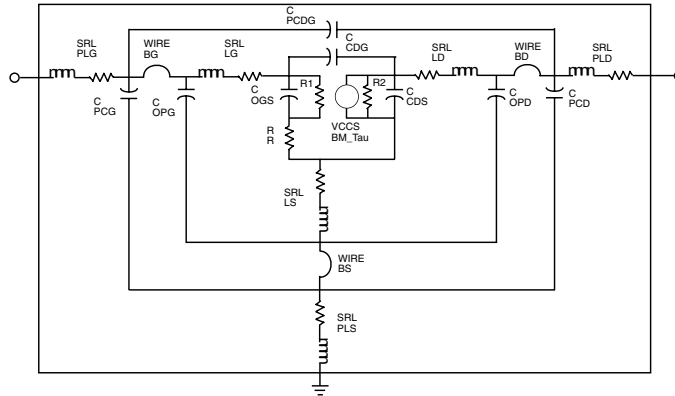 C
PCDG
SRL
PLG
WIRE
BG
SRL
LG
C
CDG
SRL
LD
WIRE
BD
SRL
PLD
C
PCG
C
OPG
C
OGS
R1
R2
C
CDS
C
OPD
C
PCD
VCCS
BM_Tau
R
R
SRL
LS
WIRE
BS
SRL
PLS